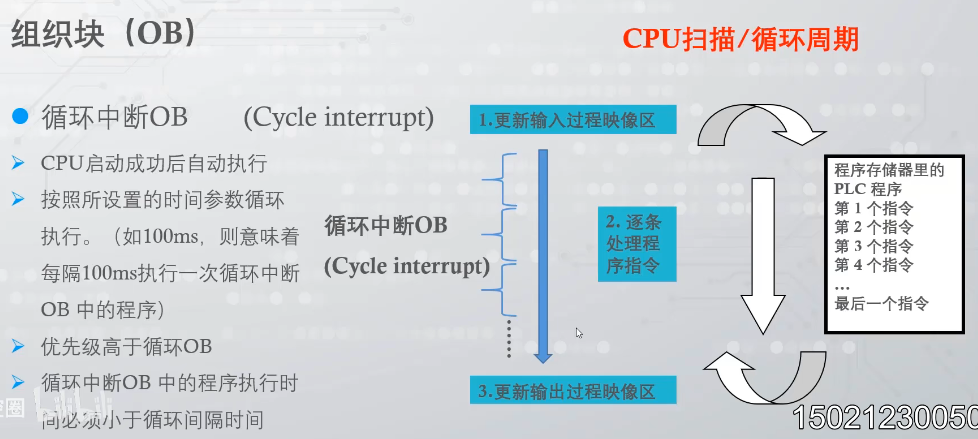 组织块（OB）
CPU扫描/循环周期
循环中断OB (Cycle interrupt)
CPU启动成功后自动执行
按照所设置的时间参数循环
执行。（如100ms，则意味着
每隔100ms执行一次循环中断
OB 中的程序）
优先级高于循环OB
循环中断OB 中的程序执行时
间必须小于循环间隔时间
1.更新输入过程映像区
循环中断OB
(Cycle interrupt)
2. 逐条
处理程
序指令
3.更新输出过程映像区
程序存储器里的
PLC 程序
第 1 个指令
第 2 个指令
第 3 个指令
第 4 个指令
...
最后一个指令
圈
bilibili
15021230050